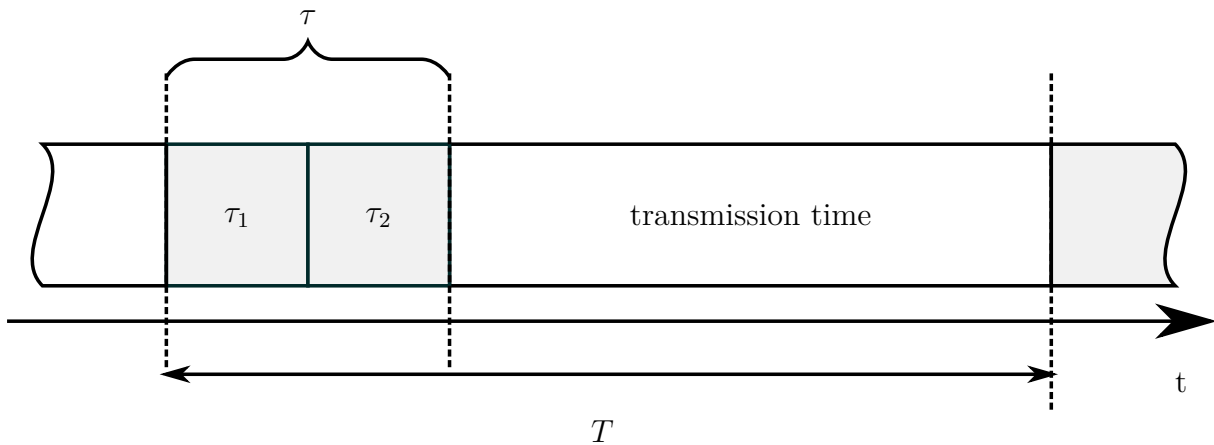 τ
τ₁ τ₂ transmission time
t
T